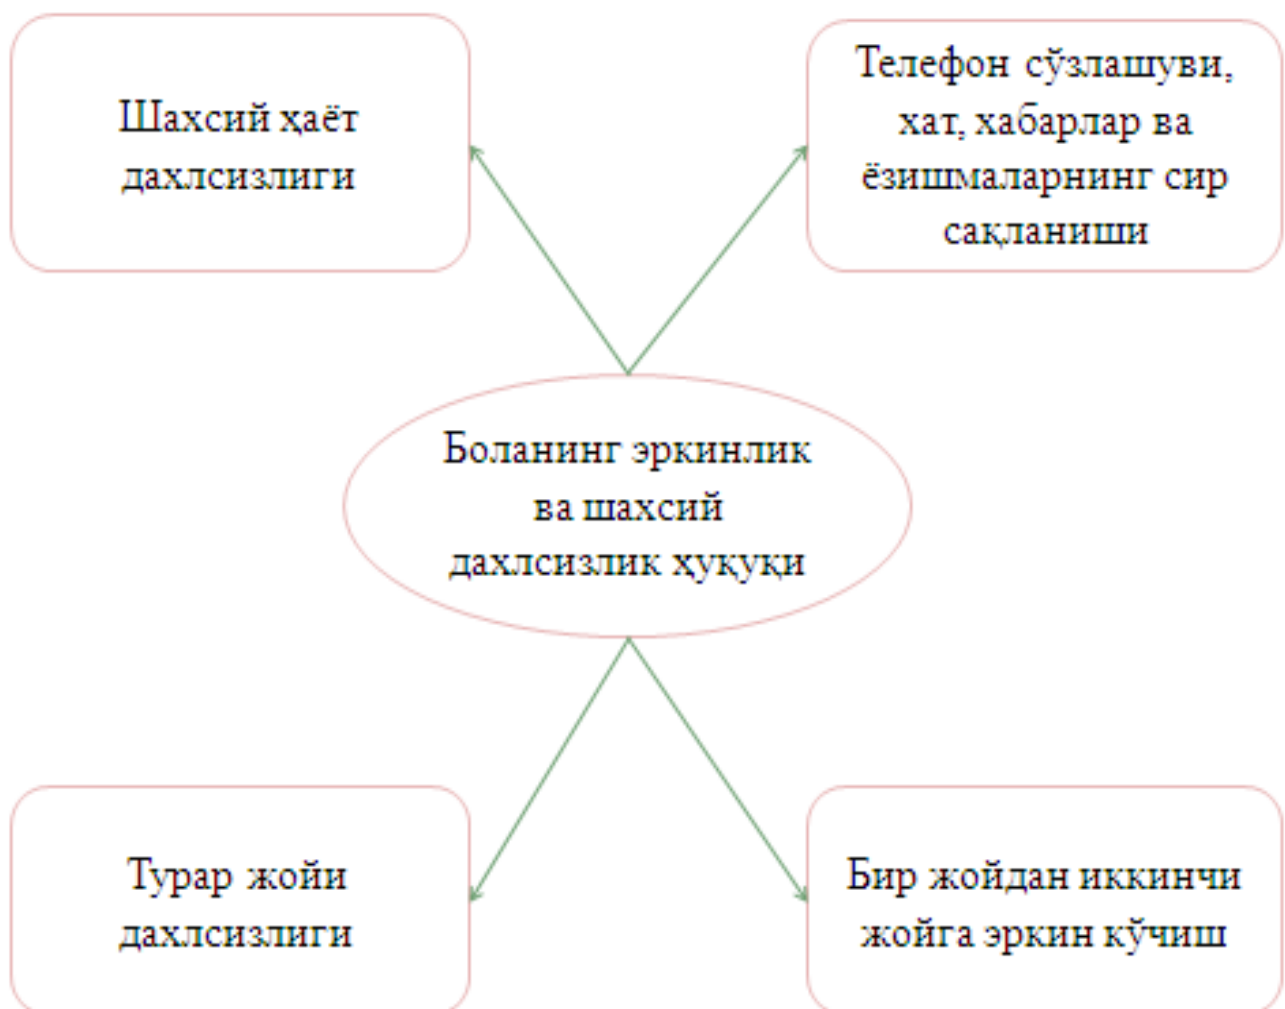 Шахсий ҳаёт
дахлсизлиги
Телефон сўзлашуви,
хат, хабарлар ва
ёзишмаларнинг сир
сақланиши
Боланинг эркинлик
ва шахсий
дахлсизлик ҳуқуқи
Турар жойи
дахлсизлиги
Бир жойдан иккинчи
жойга эркин кўчиш